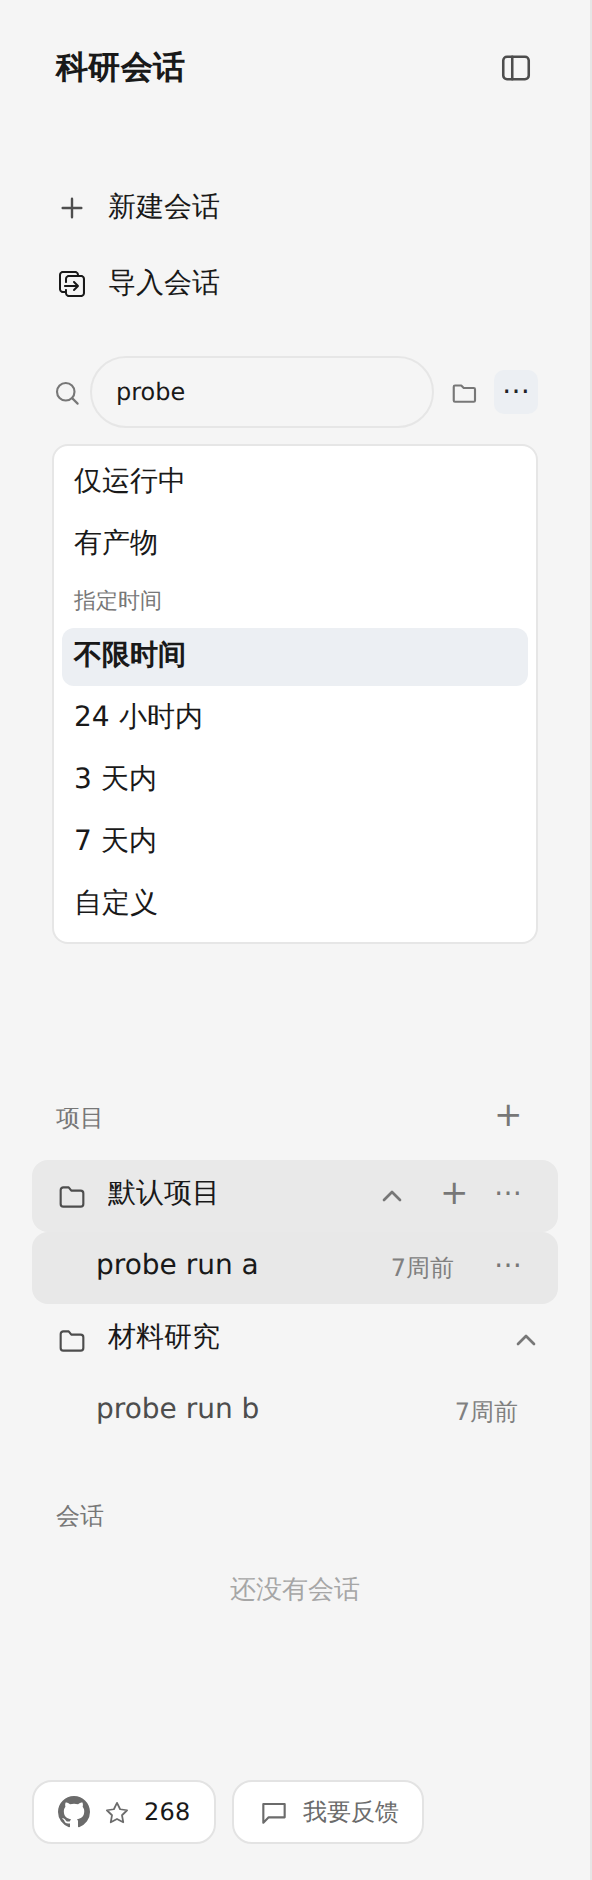 科研会话
新建会话
导入会话
probe
仅运行中
有产物
指定时间
不限时间
24 小时内
3 天内
7 天内
自定义
项目
默认项目
probe run a 7周前
材料研究
probe run b 7周前
会话
还没有会话
268 我要反馈